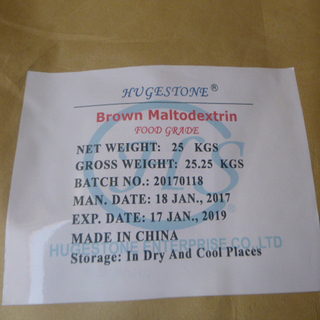 HUGESTONE®
Brown Maltodextrin
FOOD GRADE
NET WEIGHT: 25 KGS
GROSS WEIGHT: 25.25 KGS
BATCH NO.: 20170118
MAN. DATE: 18 JAN., 2017
EXP. DATE: 17 JAN., 2019
MADE IN CHINA
HUGESTONE ENTERPRISE CO., LTD
Storage: In Dry And Cool Places